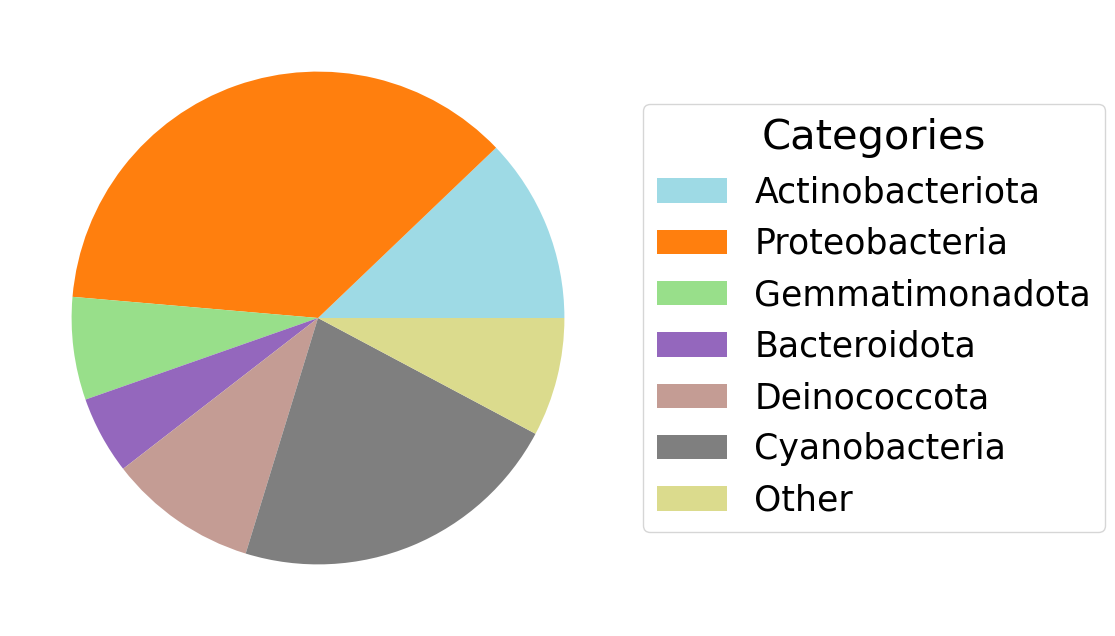 Categories
Actinobacteriota
Proteobacteria
Gemmatimonadota
Bacteroidota
Deinococcota
Cyanobacteria
Other